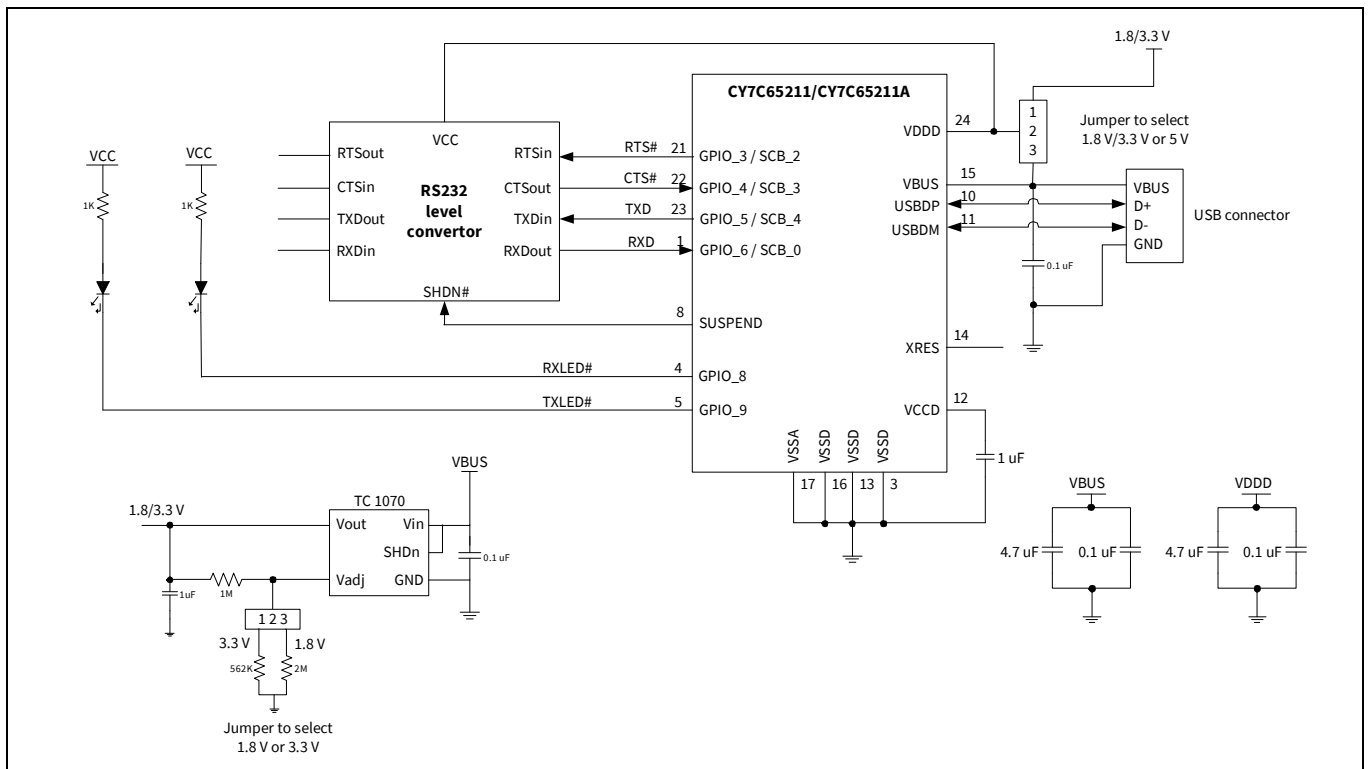 1.8/3.3 V
CY7C65211/CY7C65211A
Jumper to select
1.8 V/3.3 V or 5 V
1
2
3
VDDD
24
VCC
VCC
VCC
1K
1K
RTSout
CTSin
TXDout
RXDin
RS232
level
convertor
RTSin
CTSout
TXDin
RXDout
SHDN#
RTS#
21
GPIO_3 / SCB_2
CTS#
22
GPIO_4 / SCB_3
TXD
23
GPIO_5 / SCB_4
RXD
1
GPIO_6 / SCB_0
8
SUSPEND
RXLED#
4
GPIO_8
TXLED#
5
GPIO_9
VBUS
15
USBDP
10
USBDM
11
VBUS
D+
D-
GND
USB connector
0.1 uF
XRES
14
VCCD
12
1 uF
VSSA
VSSD
VSSD
VSSD
17
16
13
3
VBUS
TC 1070
1.8/3.3 V
Vout
Vin
SHDn
Vadj
GND
0.1 uF
1uF
1M
1 2 3
3.3 V
1.8 V
562K
2M
Jumper to select
1.8 V or 3.3 V
VBUS
4.7 uF
0.1 uF
VDDD
4.7 uF
0.1 uF